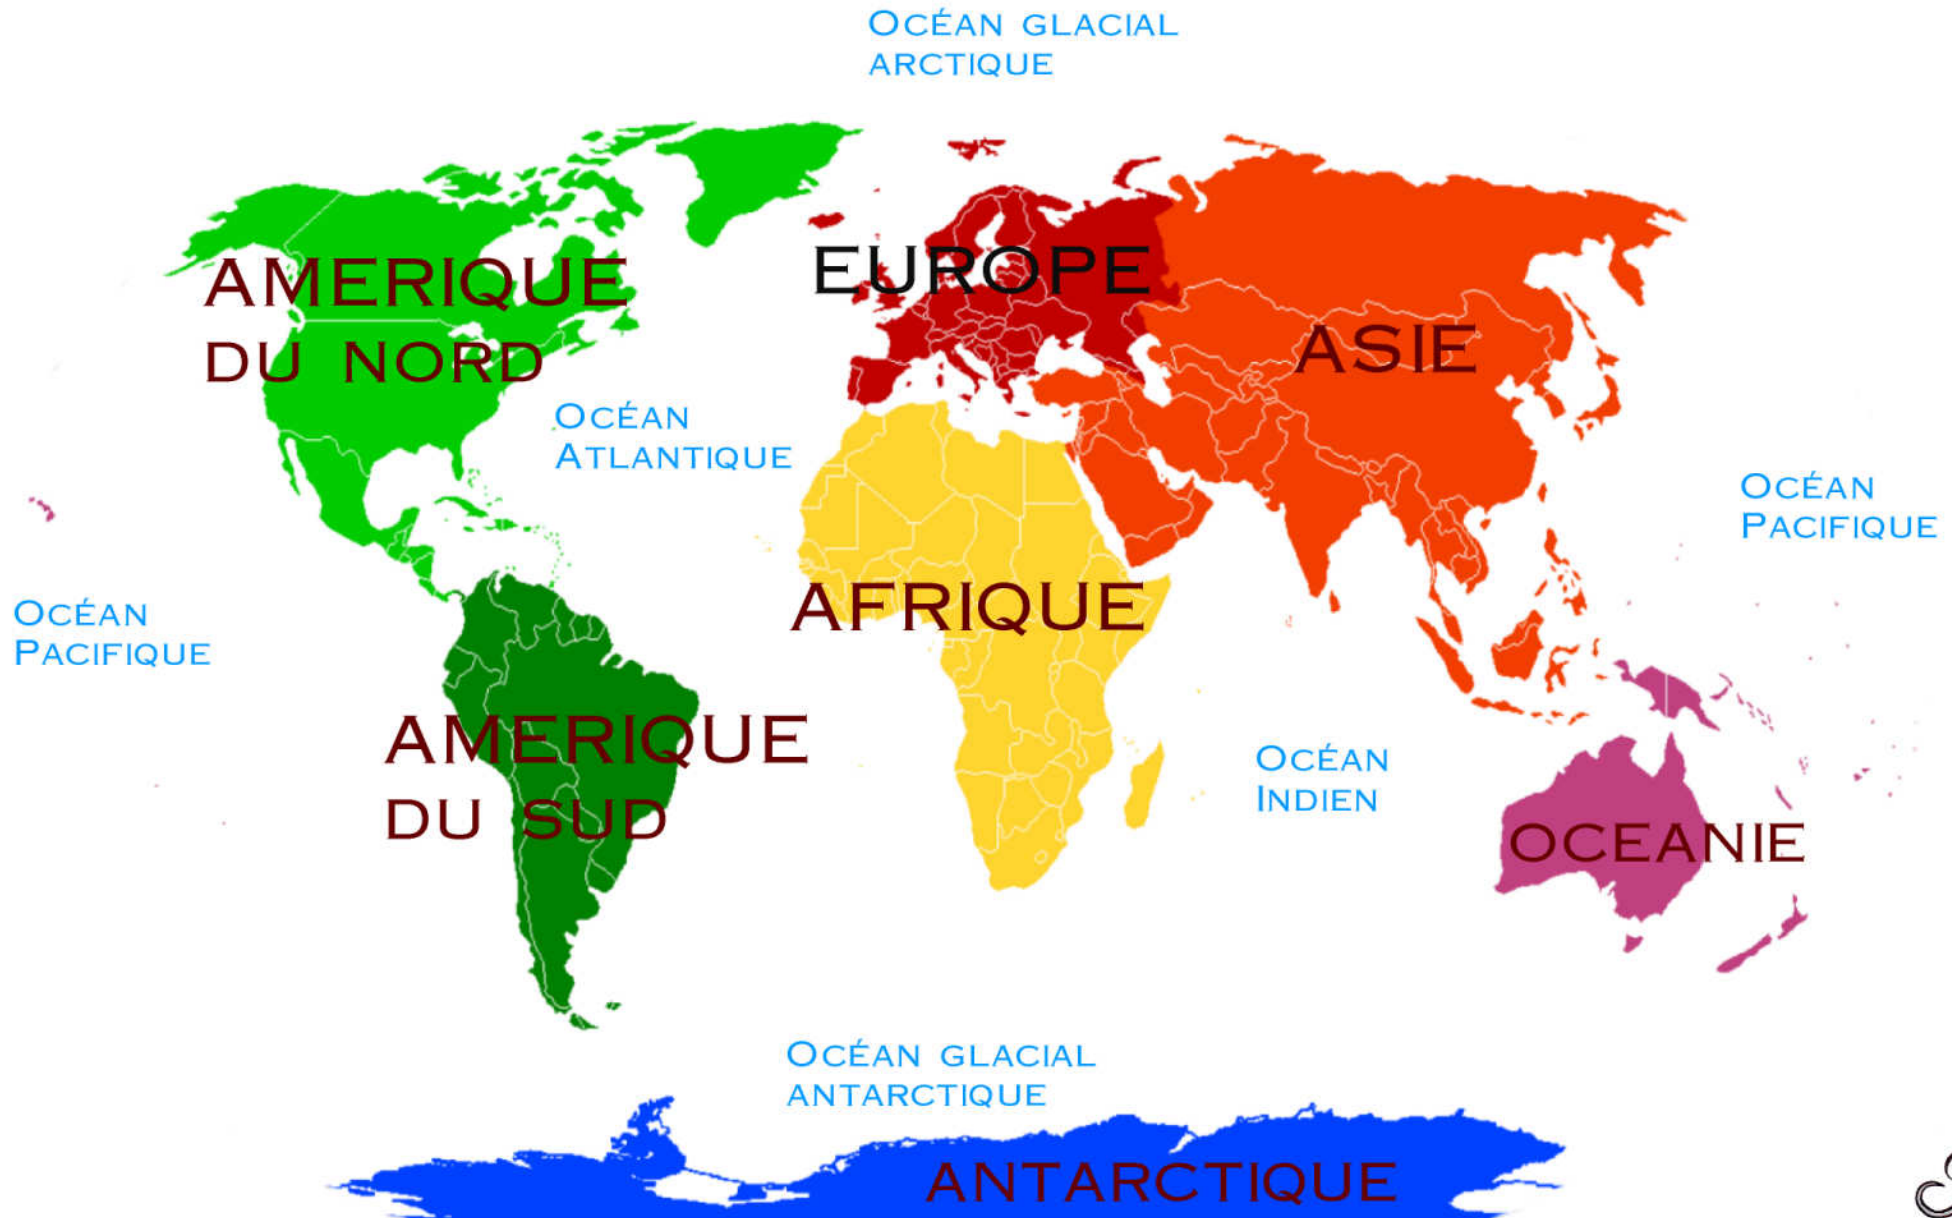 OCÉAN GLACIAL
ARCTIQUE
AMERIQUE
DU NORD
EUROPE
ASIE
OCÉAN
ATLANTIQUE
OCÉAN
PACIFIQUE
AFRIQUE
OCÉAN
PACIFIQUE
AMERIQUE
DU SUD
OCÉAN
INDIEN
OCEANIE
OCÉAN GLACIAL
ANTARCTIQUE
ANTARCTIQUE